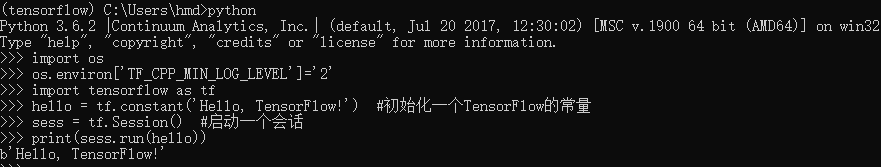 (tensorflow) C:\Users\hmd>python
Python 3.6.2 |Continuum Analytics, Inc.| (default, Jul 20 2017, 12:30:02) [MSC v.1900 64 bit (AMD64)] on win32
Type "help", "copyright", "credits" or "license" for more information.
>>> import os
>>> os.environ['TF_CPP_MIN_LOG_LEVEL']='2'
>>> import tensorflow as tf
>>> hello = tf.constant('Hello, TensorFlow!')  #初始化一个TensorFlow的常量
>>> sess = tf.Session()  #启动一个会话
>>> print(sess.run(hello))
b'Hello, TensorFlow!'
>>>